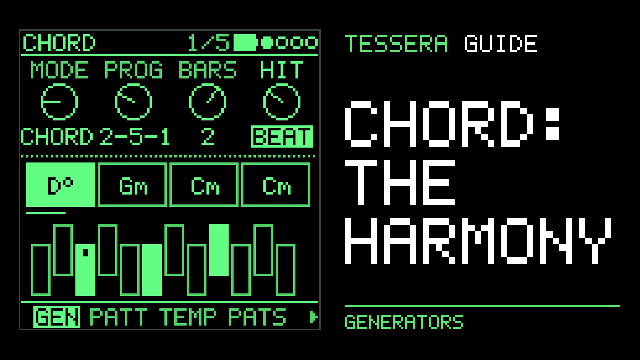 CHORD 1/5
MODE PROG BARS HIT
CHORD 2-5-1 2 BEAT
D° Gm Cm Cm
GEN PATT TEMP PATS
TESSERA GUIDE
CHORD:
THE
HARMONY
GENERATORS